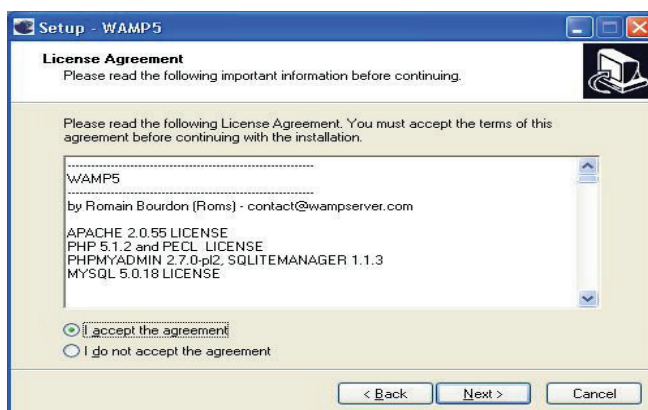 Setup - WAMP5
License Agreement
Please read the following important information before continuing.
Please read the following License Agreement. You must accept the terms of this
agreement before continuing with the installation.
------------------------------------------------------------
WAMP5
------------------------------------------------------------
by Romain Bourdon (Roms) - contact@wampserver.com
APACHE 2.0.55 LICENSE
PHP 5.1.2 and PECL LICENSE
PHPMYADMIN 2.7.0-pl2, SQLITEMANAGER 1.1.3
MYSQL 5.0.18 LICENSE
I accept the agreement
I do not accept the agreement
< Back Next > Cancel